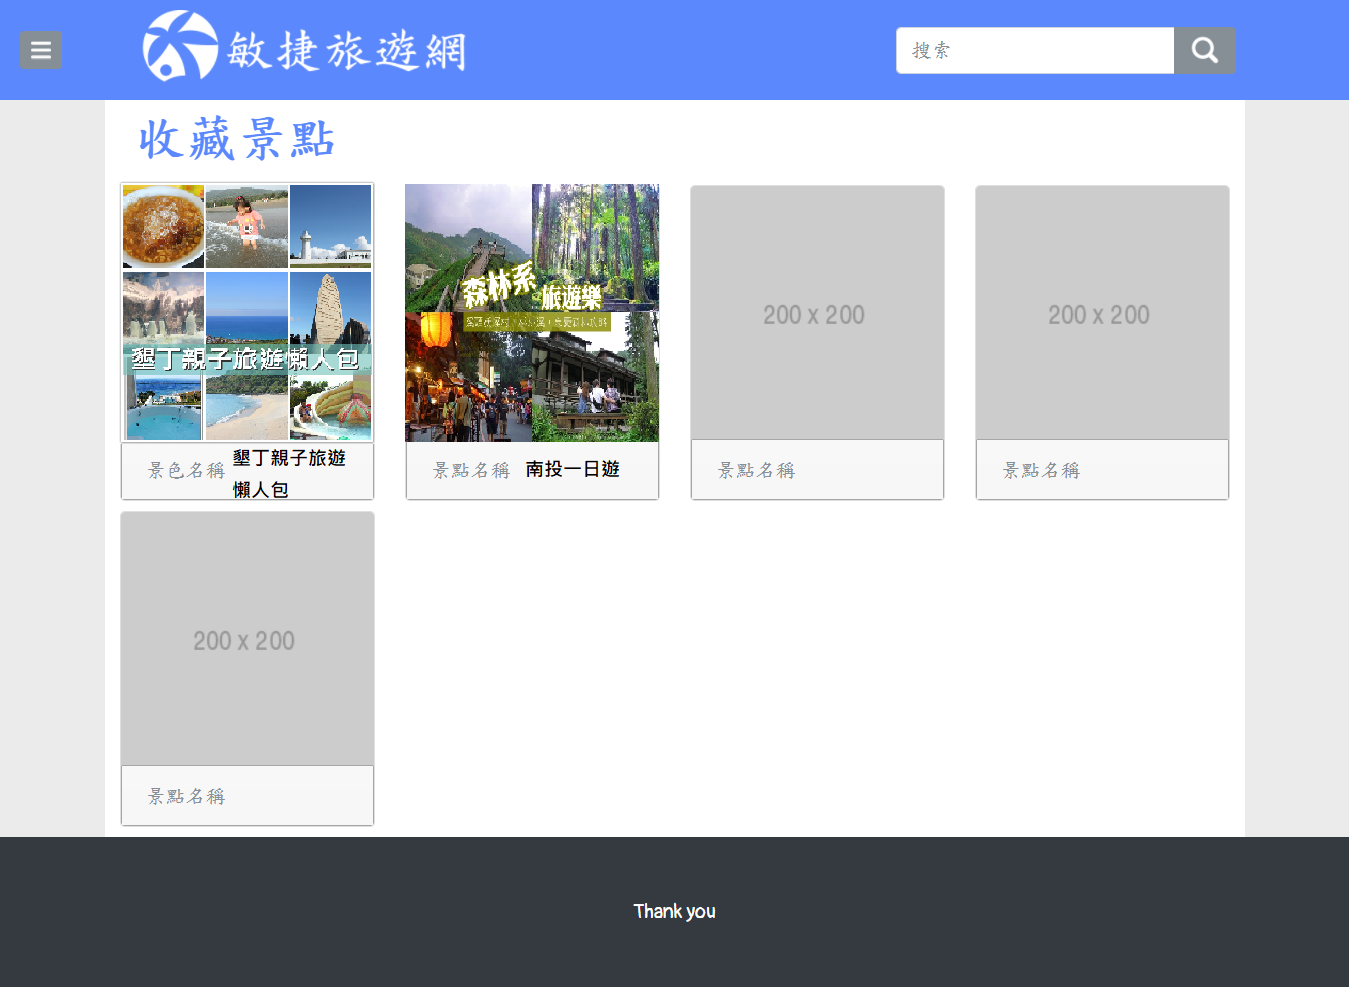 敏捷旅遊網
搜索
收藏景點
墾丁親子旅遊懶人包
森林系
旅遊樂
200 x 200
200 x 200
景色名稱
墾丁親子旅遊
懶人包
景點名稱
南投一日遊
景點名稱
景點名稱
200 x 200
景點名稱
Thank you